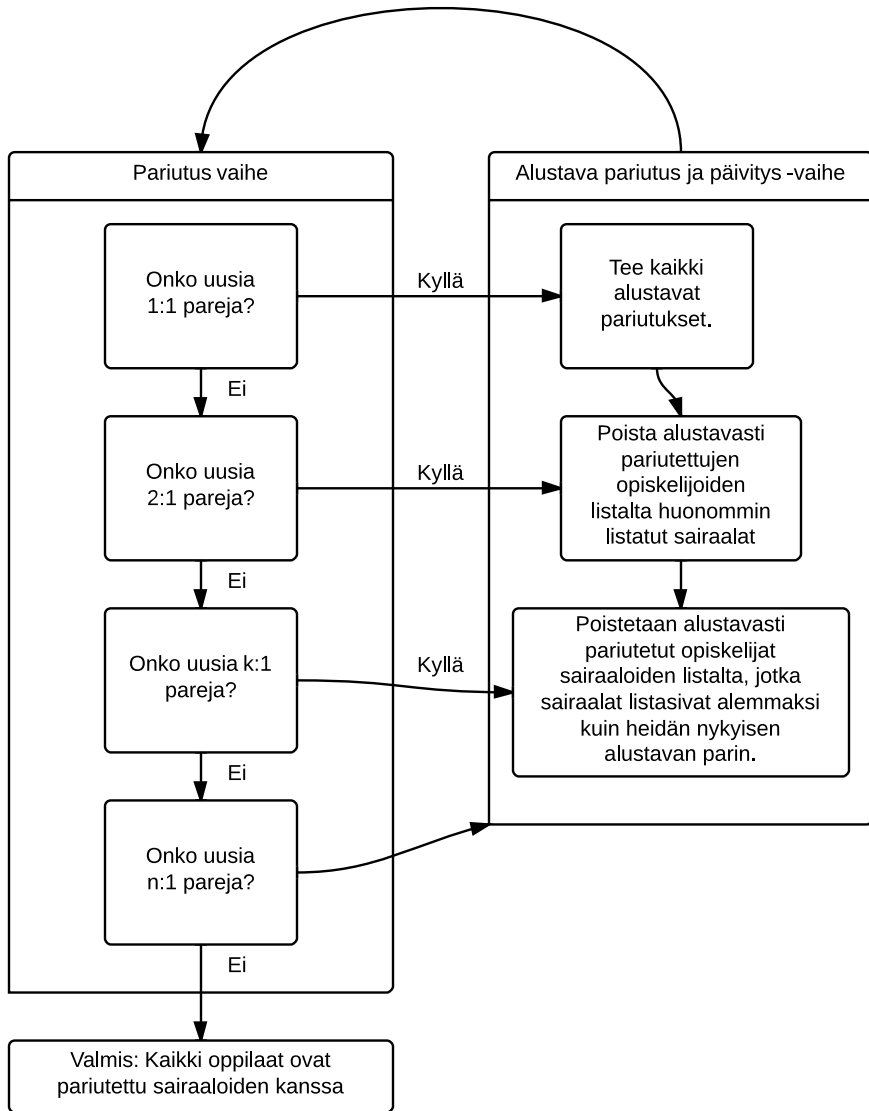 Pariutus vaihe
Alustava pariutus ja päivitys -vaihe
Onko uusia
1:1 pareja?
Kyllä
Tee kaikki
alustavat
pariutukset.
Ei
Onko uusia
2:1 pareja?
Kyllä
Poista alustavasti
pariutettujen
opiskelijoiden
listalta huonommin
listatut sairaalat
Ei
Onko uusia k:1
pareja?
Kyllä
Poistetaan alustavasti
pariutetut opiskelijat
sairaaloiden listalta, jotka
sairaalat listasivat alemmaksi
kuin heidän nykyisen
alustavan parin.
Ei
Onko uusia
n:1 pareja?
Ei
Valmis: Kaikki oppilaat ovat
pariutettu sairaaloiden kanssa